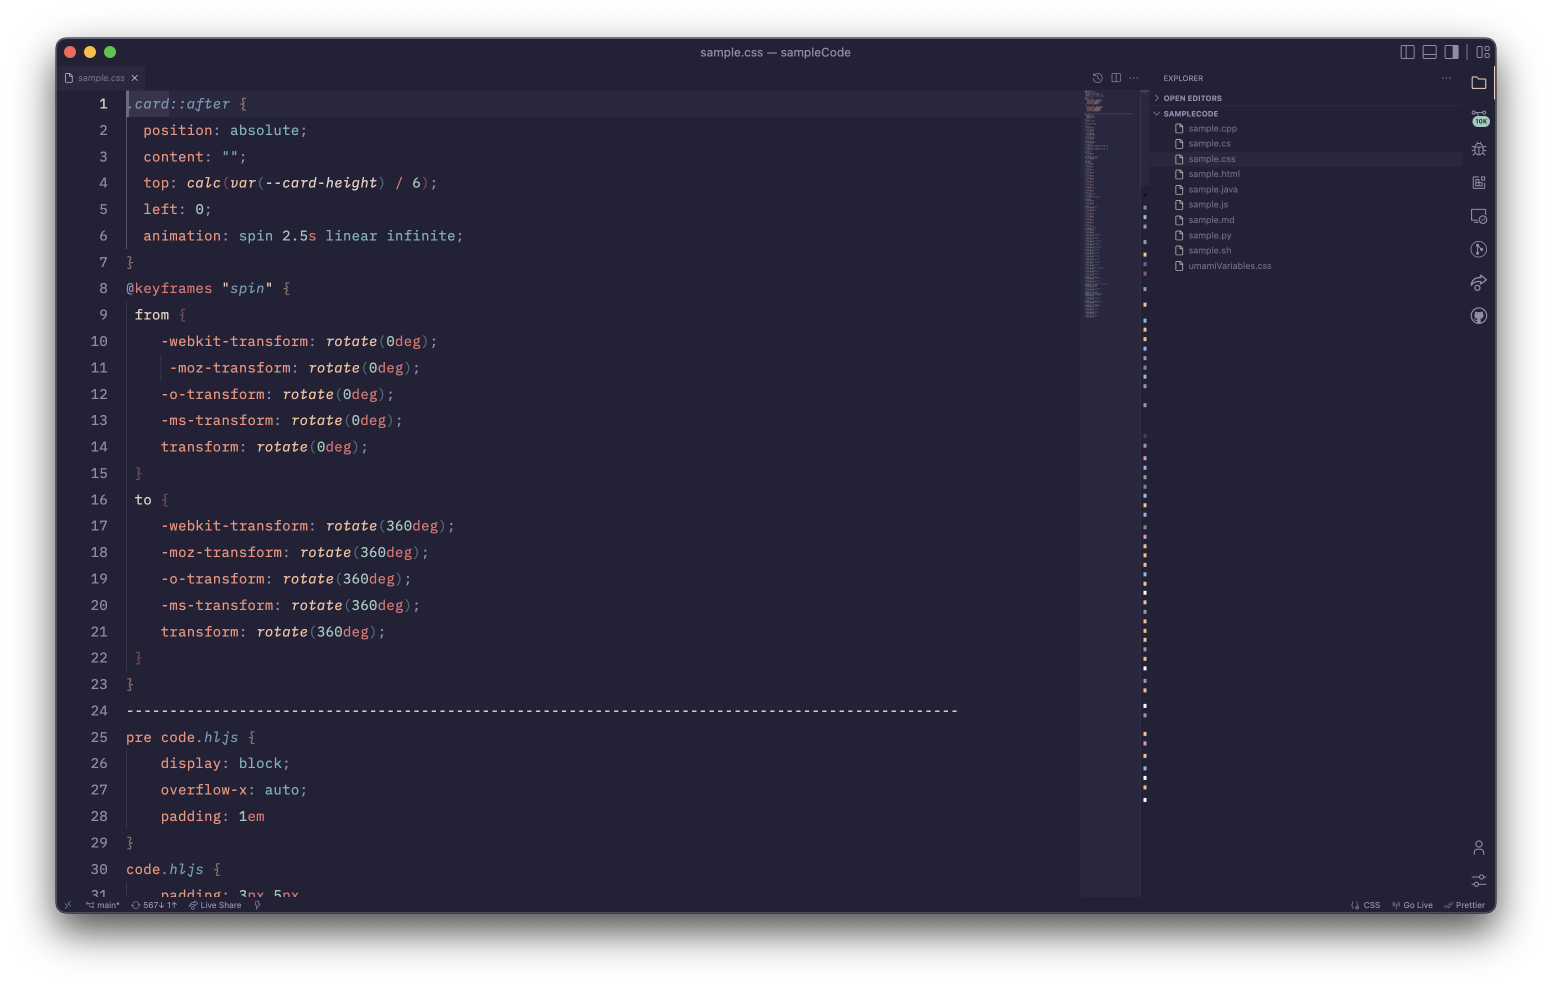 sample.css — sampleCode
sample.css
1 .card::after {
2 position: absolute;
3 content: "";
4 top: calc(var(--card-height) / 6);
5 left: 0;
6 animation: spin 2.5s linear infinite;
7 }
8 @keyframes "spin" {
9 from {
10 -webkit-transform: rotate(0deg);
11 -moz-transform: rotate(0deg);
12 -o-transform: rotate(0deg);
13 -ms-transform: rotate(0deg);
14 transform: rotate(0deg);
15 }
16 to {
17 -webkit-transform: rotate(360deg);
18 -moz-transform: rotate(360deg);
19 -o-transform: rotate(360deg);
20 -ms-transform: rotate(360deg);
21 transform: rotate(360deg);
22 }
23 }
24 ------------------------------------------------------------------------------------------------
25 pre code.hljs {
26 display: block;
27 overflow-x: auto;
28 padding: 1em
29 }
30 code.hljs {
31 padding: 3px 5px
EXPLORER
OPEN EDITORS
SAMPLECODE
sample.cpp
sample.cs
sample.css
sample.html
sample.java
sample.js
sample.md
sample.py
sample.sh
umamiVariables.css
10K
main*
567↓ 1↑
Live Share
CSS
Go Live
Prettier